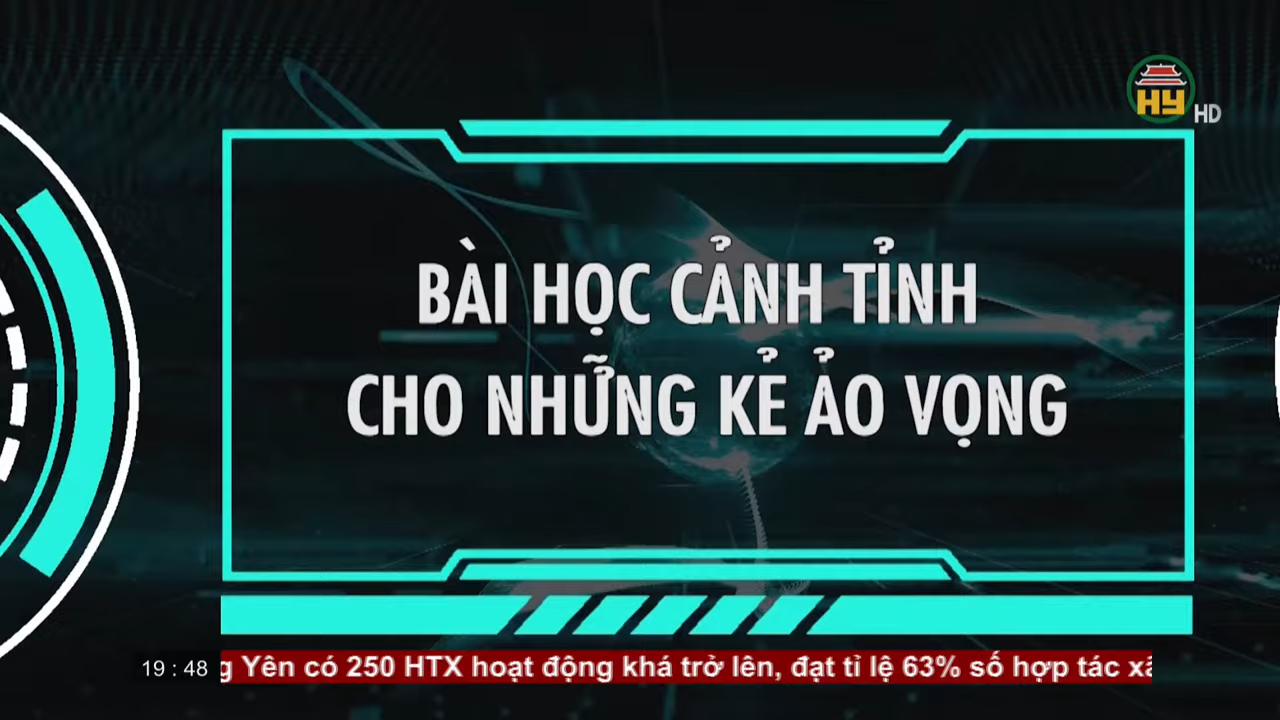 HY HD
BÀI HỌC CẢNH TỈNH
CHO NHỮNG KẺ ẢO VỌNG
19 : 48
g Yên có 250 HTX hoạt động khá trở lên, đạt tỉ lệ 63% số hợp tác xã